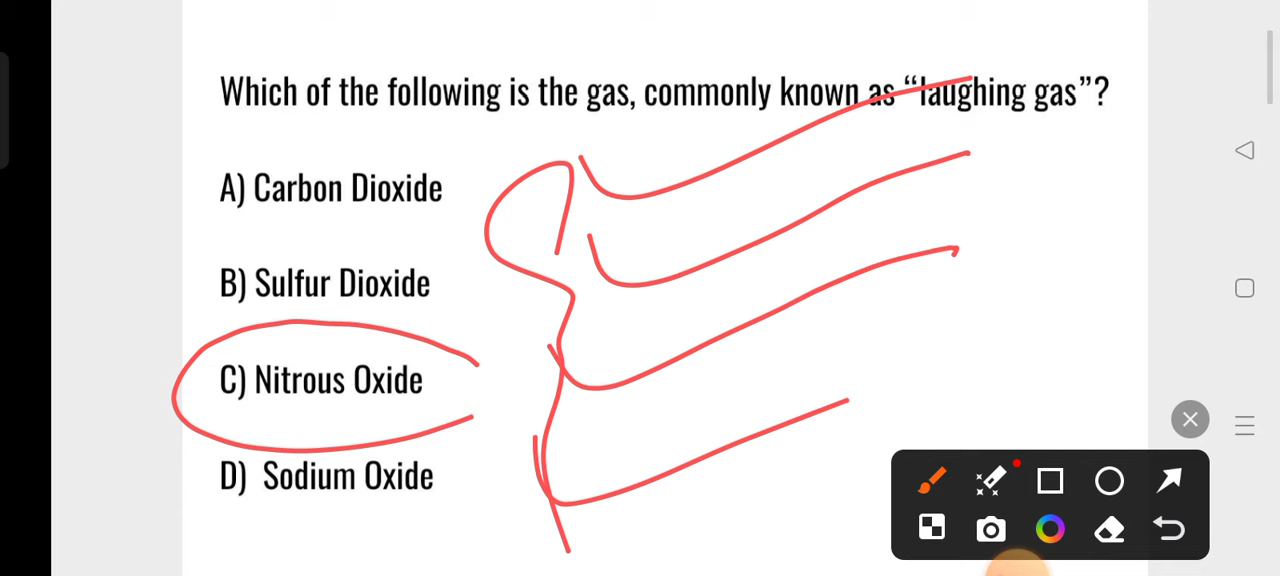 Which of the following is the gas, commonly known as “laughing gas”?
A) Carbon Dioxide
B) Sulfur Dioxide
C) Nitrous Oxide
D) Sodium Oxide